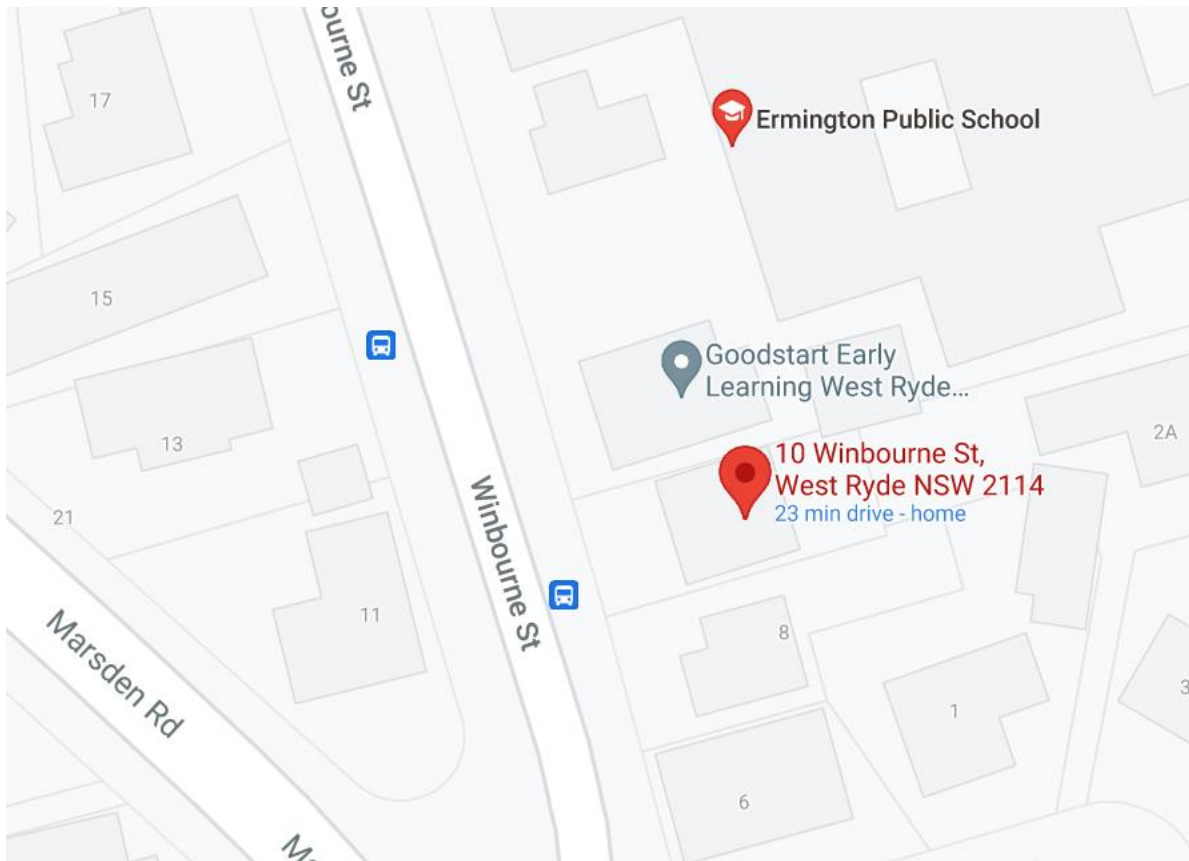 ourne St
17
Ermington Public School
15
Goodstart Early
Learning West Ryde...
13
2A
10 Winbourne St,
West Ryde NSW 2114
23 min drive - home
Winbourne St
21
11
8
Marsden Rd
1
3
6
M